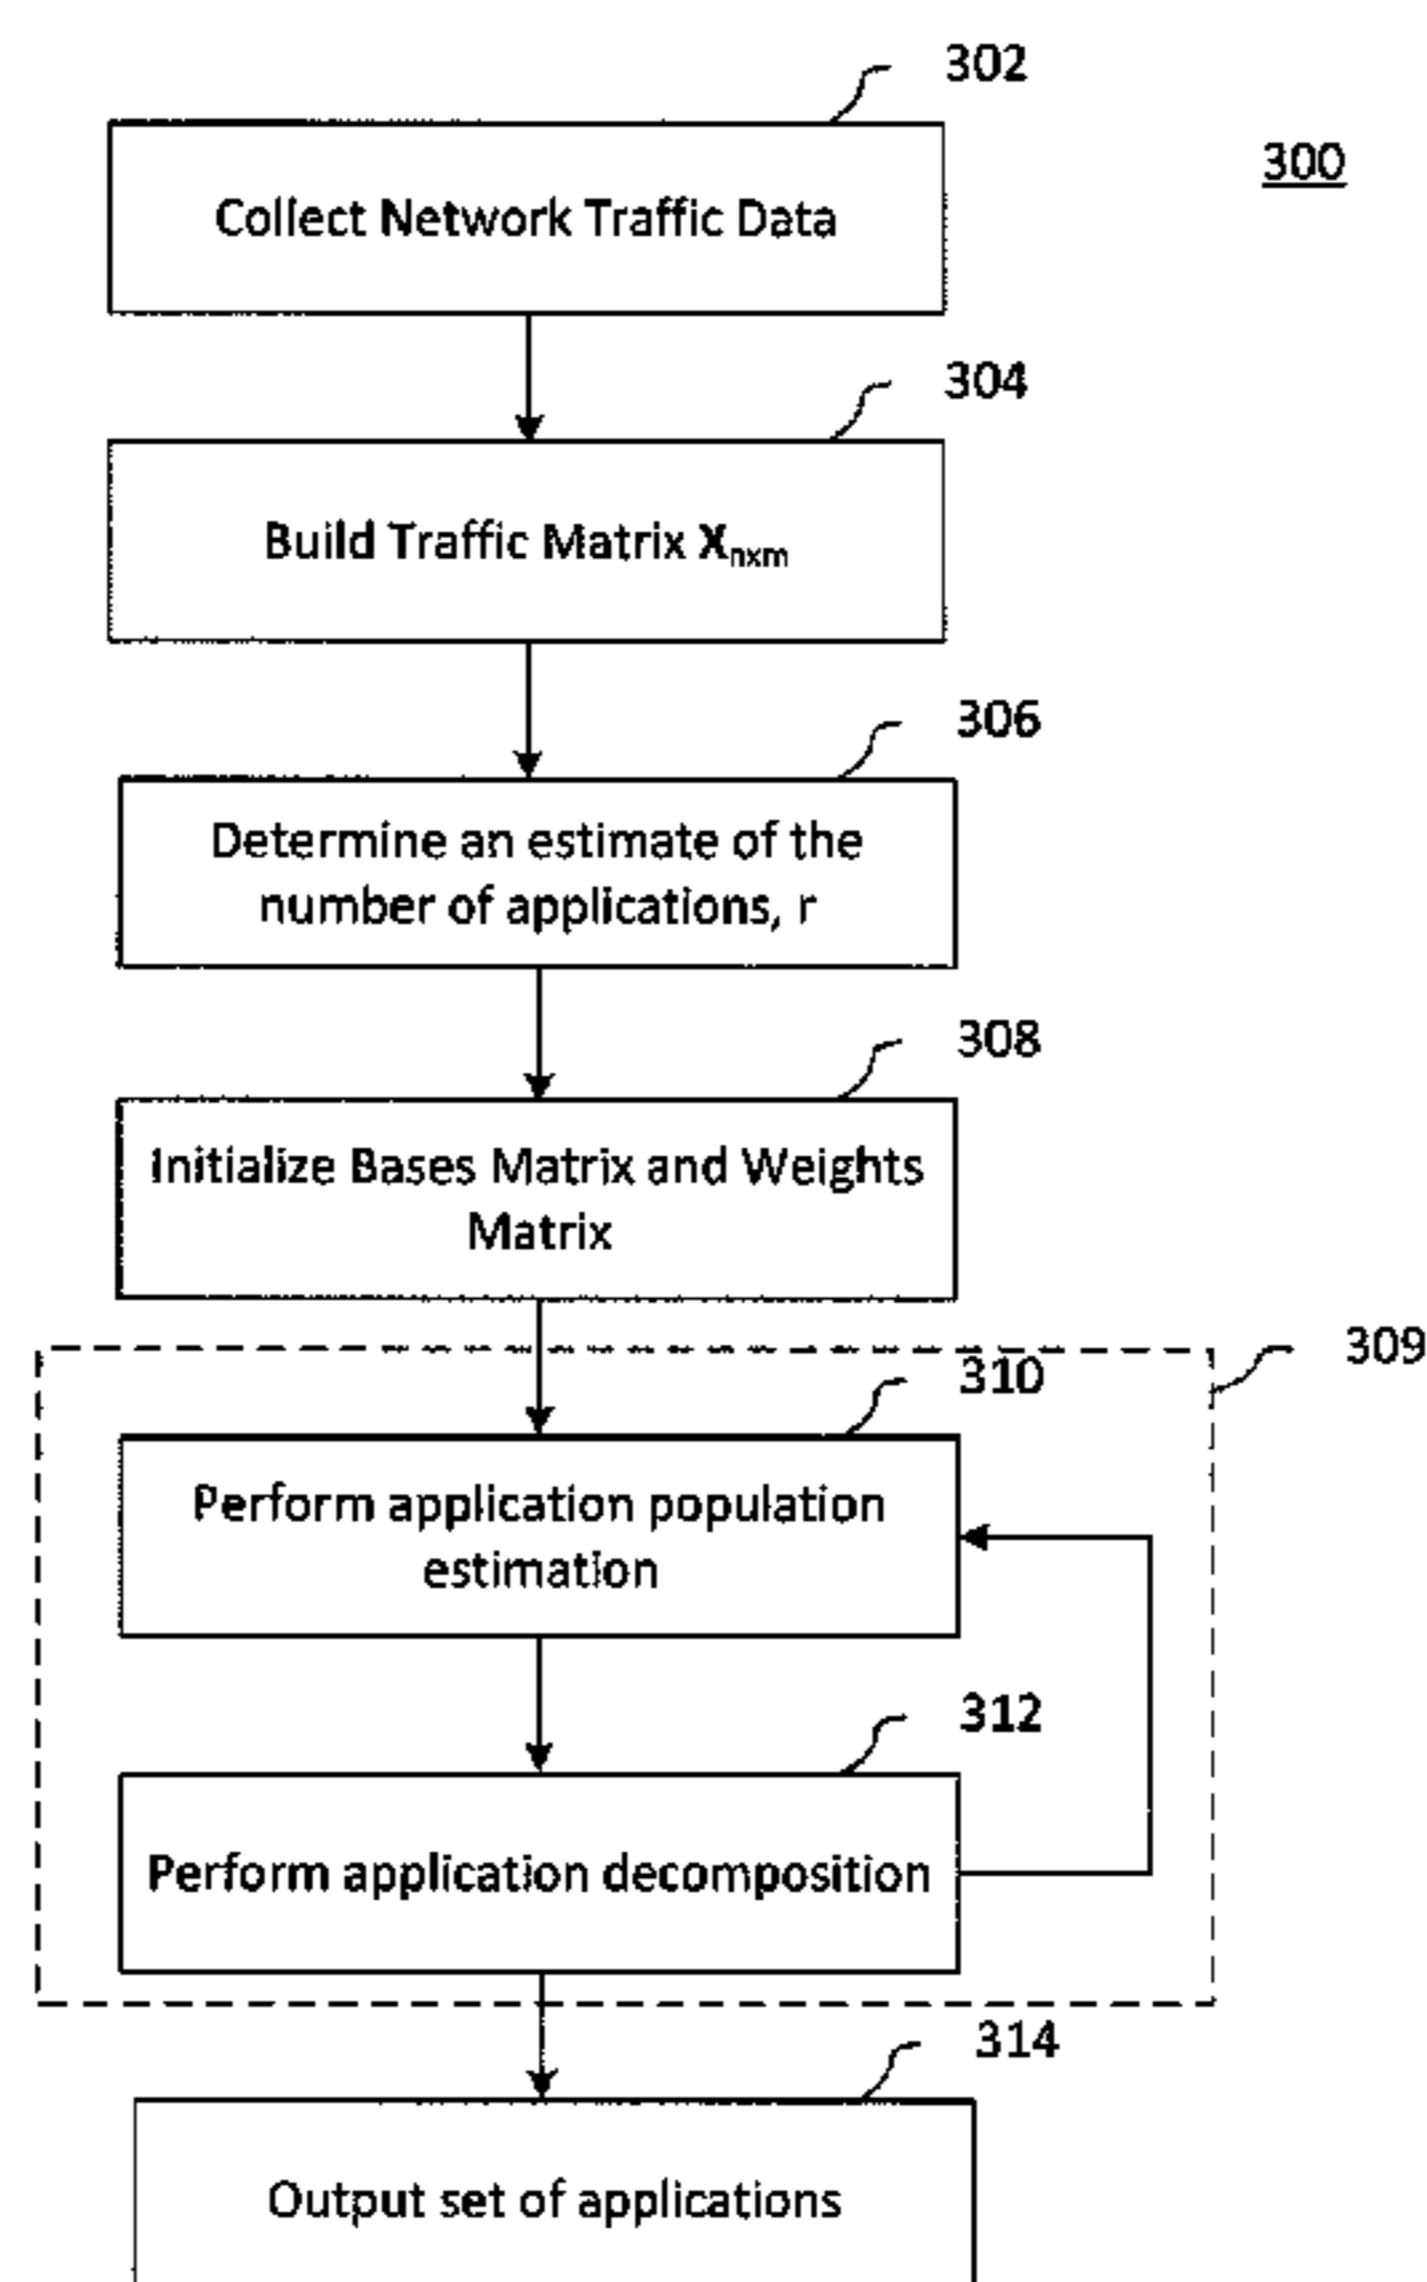 302
300
Collect Network Traffic Data
304
Build Traffic Matrix Xnxm
306
Determine an estimate of the
number of applications, r
308
Initialize Bases Matrix and Weights
Matrix
309
310
Perform application population
estimation
312
Perform application decomposition
314
Output set of applications